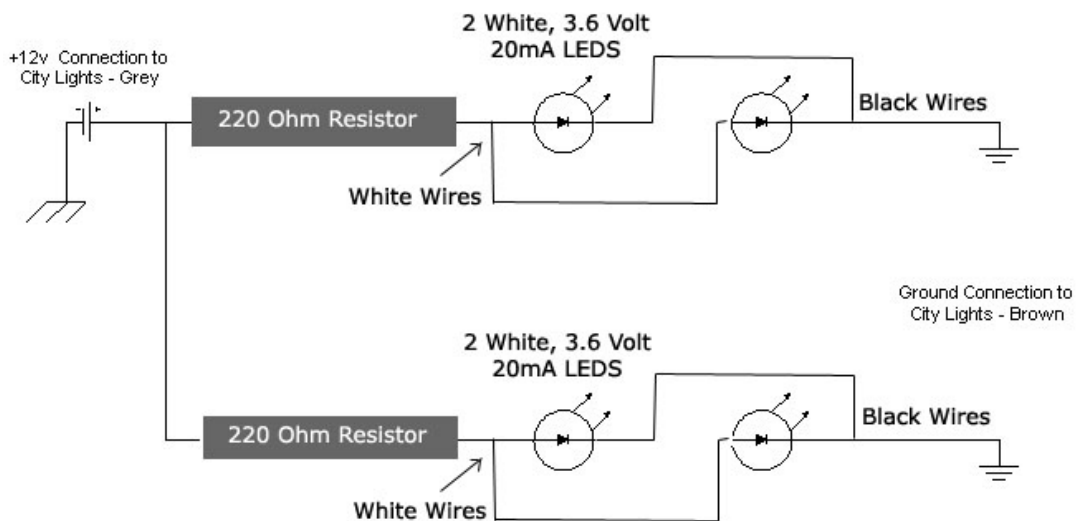 2 White, 3.6 Volt
20mA LEDS
+12v Connection to
City Lights - Grey
220 Ohm Resistor
Black Wires
White Wires
Ground Connection to
City Lights - Brown
2 White, 3.6 Volt
20mA LEDS
220 Ohm Resistor
Black Wires
White Wires